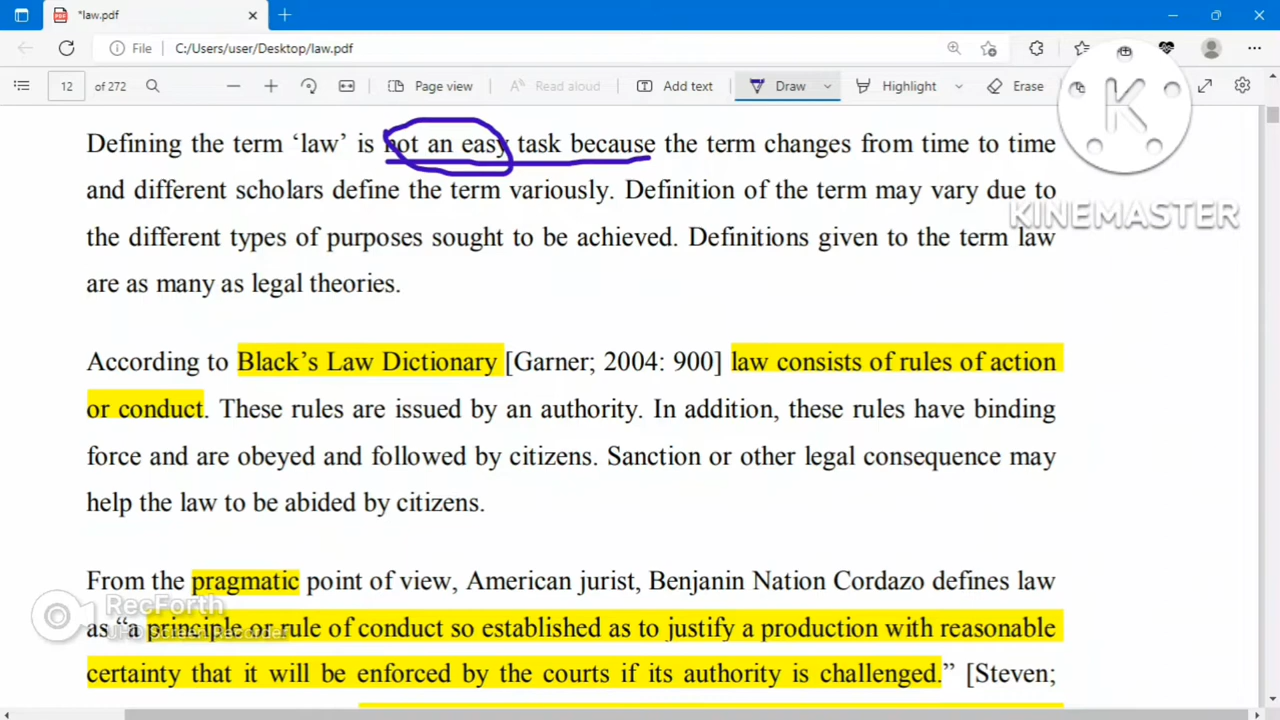 *law.pdf
File C:/Users/user/Desktop/law.pdf
12 of 272 Page view Read aloud Add text Draw Highlight Erase
Defining the term ‘law’ is not an easy task because the term changes from time to time
and different scholars define the term variously. Definition of the term may vary due to
KINEMASTER
the different types of purposes sought to be achieved. Definitions given to the term law
are as many as legal theories.
According to Black’s Law Dictionary [Garner; 2004: 900] law consists of rules of action
or conduct. These rules are issued by an authority. In addition, these rules have binding
force and are obeyed and followed by citizens. Sanction or other legal consequence may
help the law to be abided by citizens.
From the pragmatic point of view, American jurist, Benjanin Nation Cordazo defines law
RecForth
as “a principle or rule of conduct so established as to justify a production with reasonable
UHD Screen Recorder
certainty that it will be enforced by the courts if its authority is challenged.” [Steven;